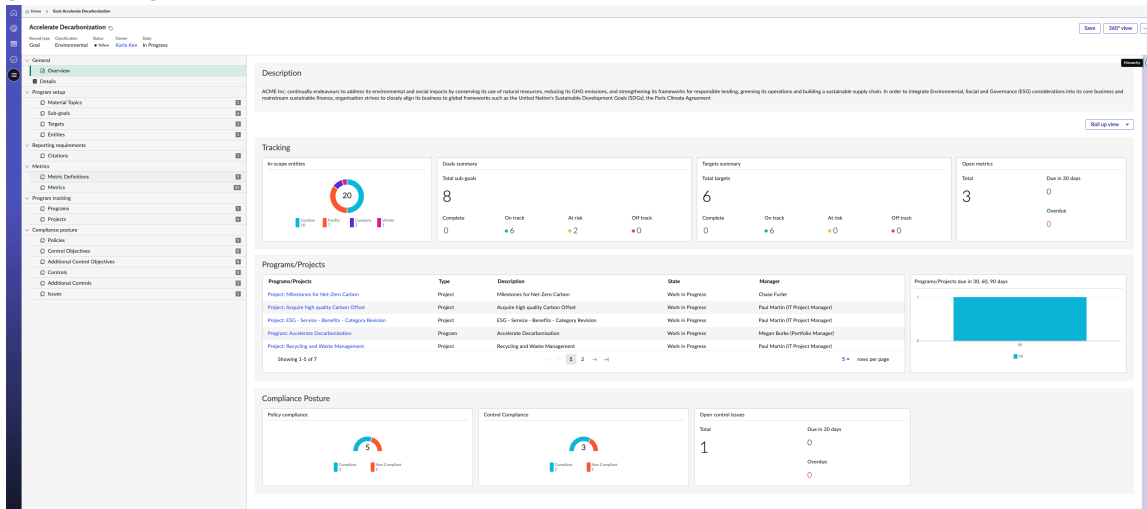 Home > Goal: Accelerate Decarbonization
Accelerate Decarbonization
Save
360° view
Record type Classification Status Owner State
Goal Environmental Yellow Karla Ken In Progress
Hierarchy
General
Overview
Details
Program setup
Material Topics
Sub-goals
Targets
Entities
Reporting requirements
Citations
Metrics
Metric Definitions
Metrics
Program tracking
Programs
Projects
Compliance posture
Policies
Control Objectives
Additional Control Objectives
Controls
Additional Controls
Issues
Description
ACME Inc. continually endeavours to address its environmental and social impacts by conserving its use of natural resources, reducing its GHG emissions, and strengthening its frameworks for responsible lending, greening its operations and building a sustainable supply chain. In order to Integrate Environmental, Social and Governance (ESG) considerations into its core business and
mainstream sustainable finance, organisation strives to closely align its business to global frameworks such as the United Nation's Sustainable Development Goals (SDGs), the Paris Climate Agreement
Roll up view
Tracking
In-scope entities
20
Location Facility Company Vendor
10 7
Goals summary
Total sub-goals
8
Complete On track At risk Off track
0 6 2 0
Targets summary
Total targets
6
Complete On track At risk Off track
0 6 0 0
Open metrics
Total Due in 30 days
3 0
Overdue
0
Programs/Projects
Programs/Projects Type Description State Manager
Project: Milestones for Net-Zero Carbon Project Milestones for Net-Zero Carbon Work in Progress Chase Furler
Project: Acquire high quality Carbon Offset Project Acquire high quality Carbon Offset Work in Progress Paul Martin (IT Project Manager)
Project: ESG - Service - Benefits - Category Revision Project ESG - Service - Benefits - Category Revision Work in Progress Paul Martin (IT Project Manager)
Program: Accelerate Decarbonisation Program Accelerate Decarbonisation Work in Progress Megan Burke (Portfolio Manager)
Project: Recycling and Waste Management Project Recycling and Waste Management Work in Progress Paul Martin (IT Project Manager)
Showing 1-5 of 7 1 2 5 rows per page
Programs/Projects due in 30, 60, 90 days
1
0
Compliance Posture
Policy compliance
5
Compliant Non Compliant
3 2
Control Compliance
3
Compliant Non Compliant
2 1
Open control issues
Total Due in 30 days
1 0
Overdue
0